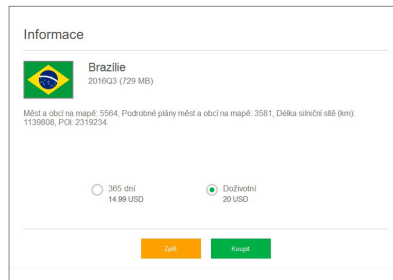 Informace
Brazílie
2016Q3 (729 MB)
Měst a obcí na mapě: 5564, Podrobné plány měst a obcí na mapě: 3581, Délka silniční sítě (km):
1139808, POI: 2319234.
365 dní
14.99 USD
Doživotní
20 USD
Zpět
Koupit